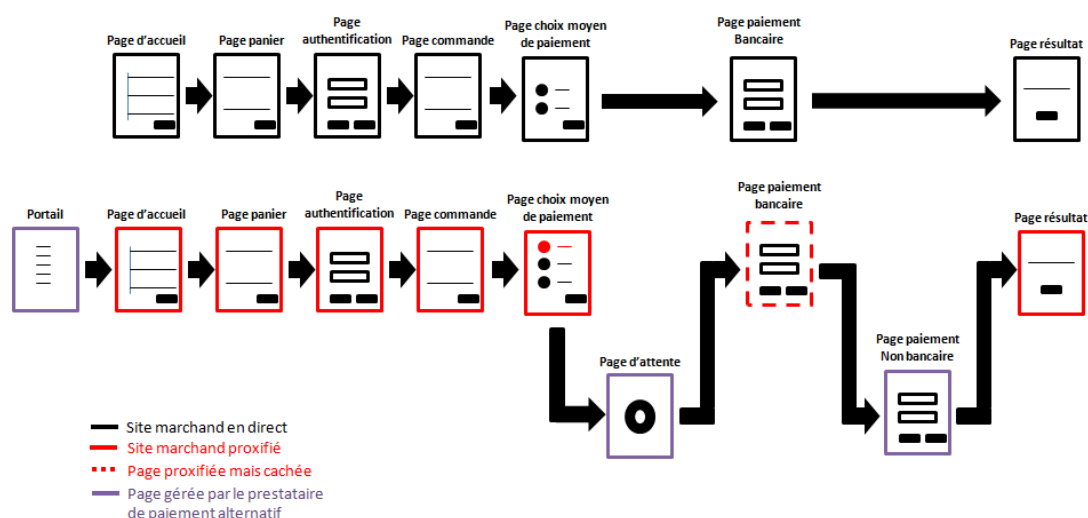 Page d'accueil
Page panier
Page
authentification
Page commande
Page choix moyen
de paiement
Page paiement
Bancaire
Page résultat
Portail
Page d'accueil
Page panier
Page
authentification
Page commande
Page choix moyen
de paiement
Page paiement
bancaire
Page résultat
Page d'attente
Page paiement
Non bancaire
Site marchand en direct
Site marchand proxifié
Page proxifiée mais cachée
Page gérée par le prestataire
de paiement alternatif